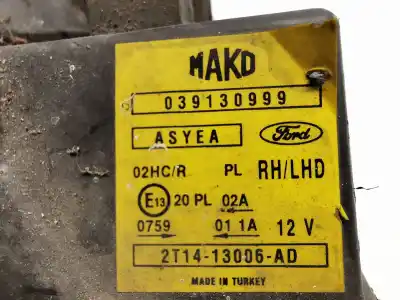 MAKO
039130999
ASYEA Ford
02HC/R PL RH/LHD
E13 20 PL 02A
0759 01 1A 12 V
2T14-13006-AD
MADE IN TURKEY